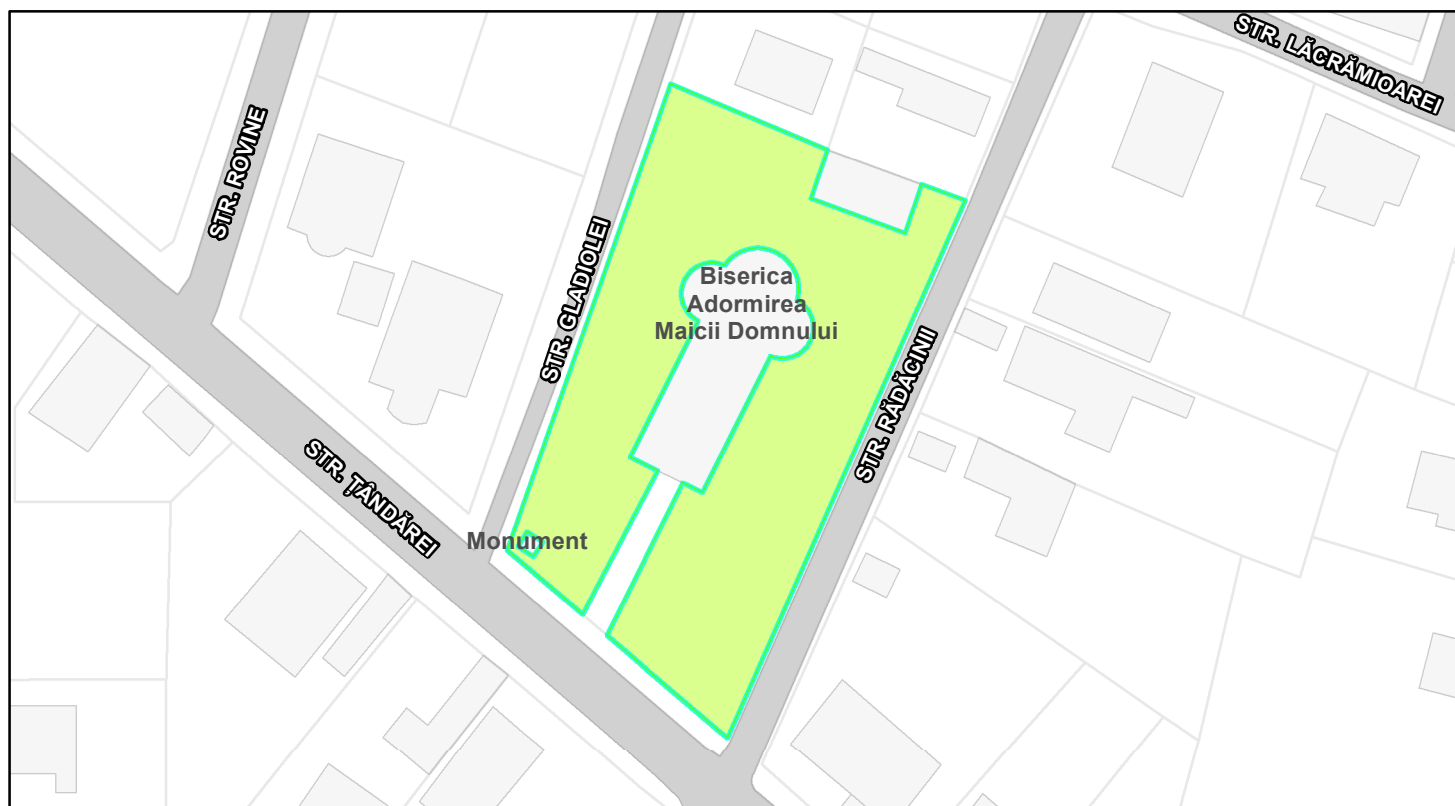 STR. LĂCRĂMIOAREI
STR. ROVINE
STR. GLADIOLEI
Biserica
Adormirea
Maicii Domnului
STR. RĂDĂCINII
STR. ȚÂNDĂREI
Monument